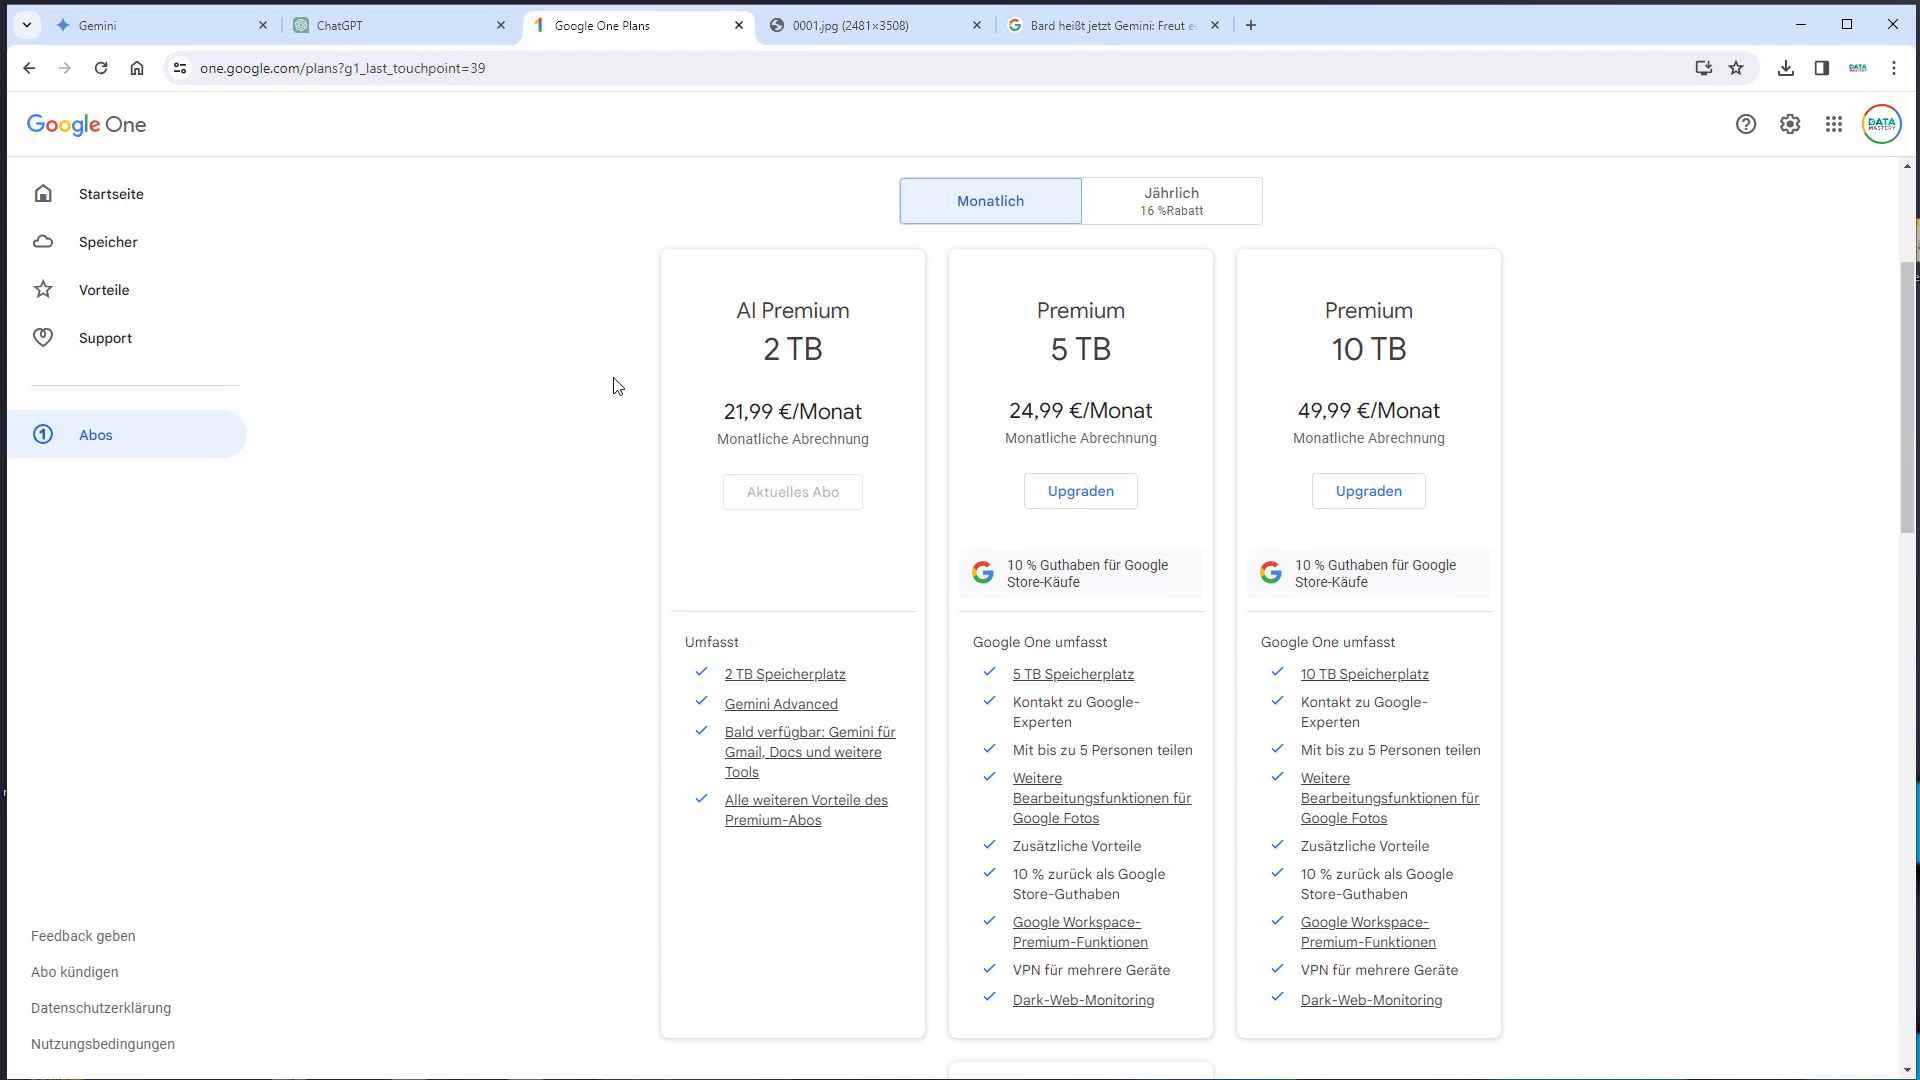 Gemini
ChatGPT
Google One Plans
0001.jpg (2481×3508)
Bard heißt jetzt Gemini: Freut eu
one.google.com/plans?g1_last_touchpoint=39
DATA
Google One
DATA
MASTERY
Startseite
Speicher
Vorteile
Support
Abos
Feedback geben
Abo kündigen
Datenschutzerklärung
Nutzungsbedingungen
Monatlich
Jährlich
16 %Rabatt
AI Premium
2 TB
21,99 €/Monat
Monatliche Abrechnung
Aktuelles Abo
Umfasst
2 TB Speicherplatz
Gemini Advanced
Bald verfügbar: Gemini für
Gmail, Docs und weitere
Tools
Alle weiteren Vorteile des
Premium-Abos
Premium
5 TB
24,99 €/Monat
Monatliche Abrechnung
Upgraden
10 % Guthaben für Google
Store-Käufe
Google One umfasst
5 TB Speicherplatz
Kontakt zu Google-
Experten
Mit bis zu 5 Personen teilen
Weitere
Bearbeitungsfunktionen für
Google Fotos
Zusätzliche Vorteile
10 % zurück als Google
Store-Guthaben
Google Workspace-
Premium-Funktionen
VPN für mehrere Geräte
Dark-Web-Monitoring
Premium
10 TB
49,99 €/Monat
Monatliche Abrechnung
Upgraden
10 % Guthaben für Google
Store-Käufe
Google One umfasst
10 TB Speicherplatz
Kontakt zu Google-
Experten
Mit bis zu 5 Personen teilen
Weitere
Bearbeitungsfunktionen für
Google Fotos
Zusätzliche Vorteile
10 % zurück als Google
Store-Guthaben
Google Workspace-
Premium-Funktionen
VPN für mehrere Geräte
Dark-Web-Monitoring